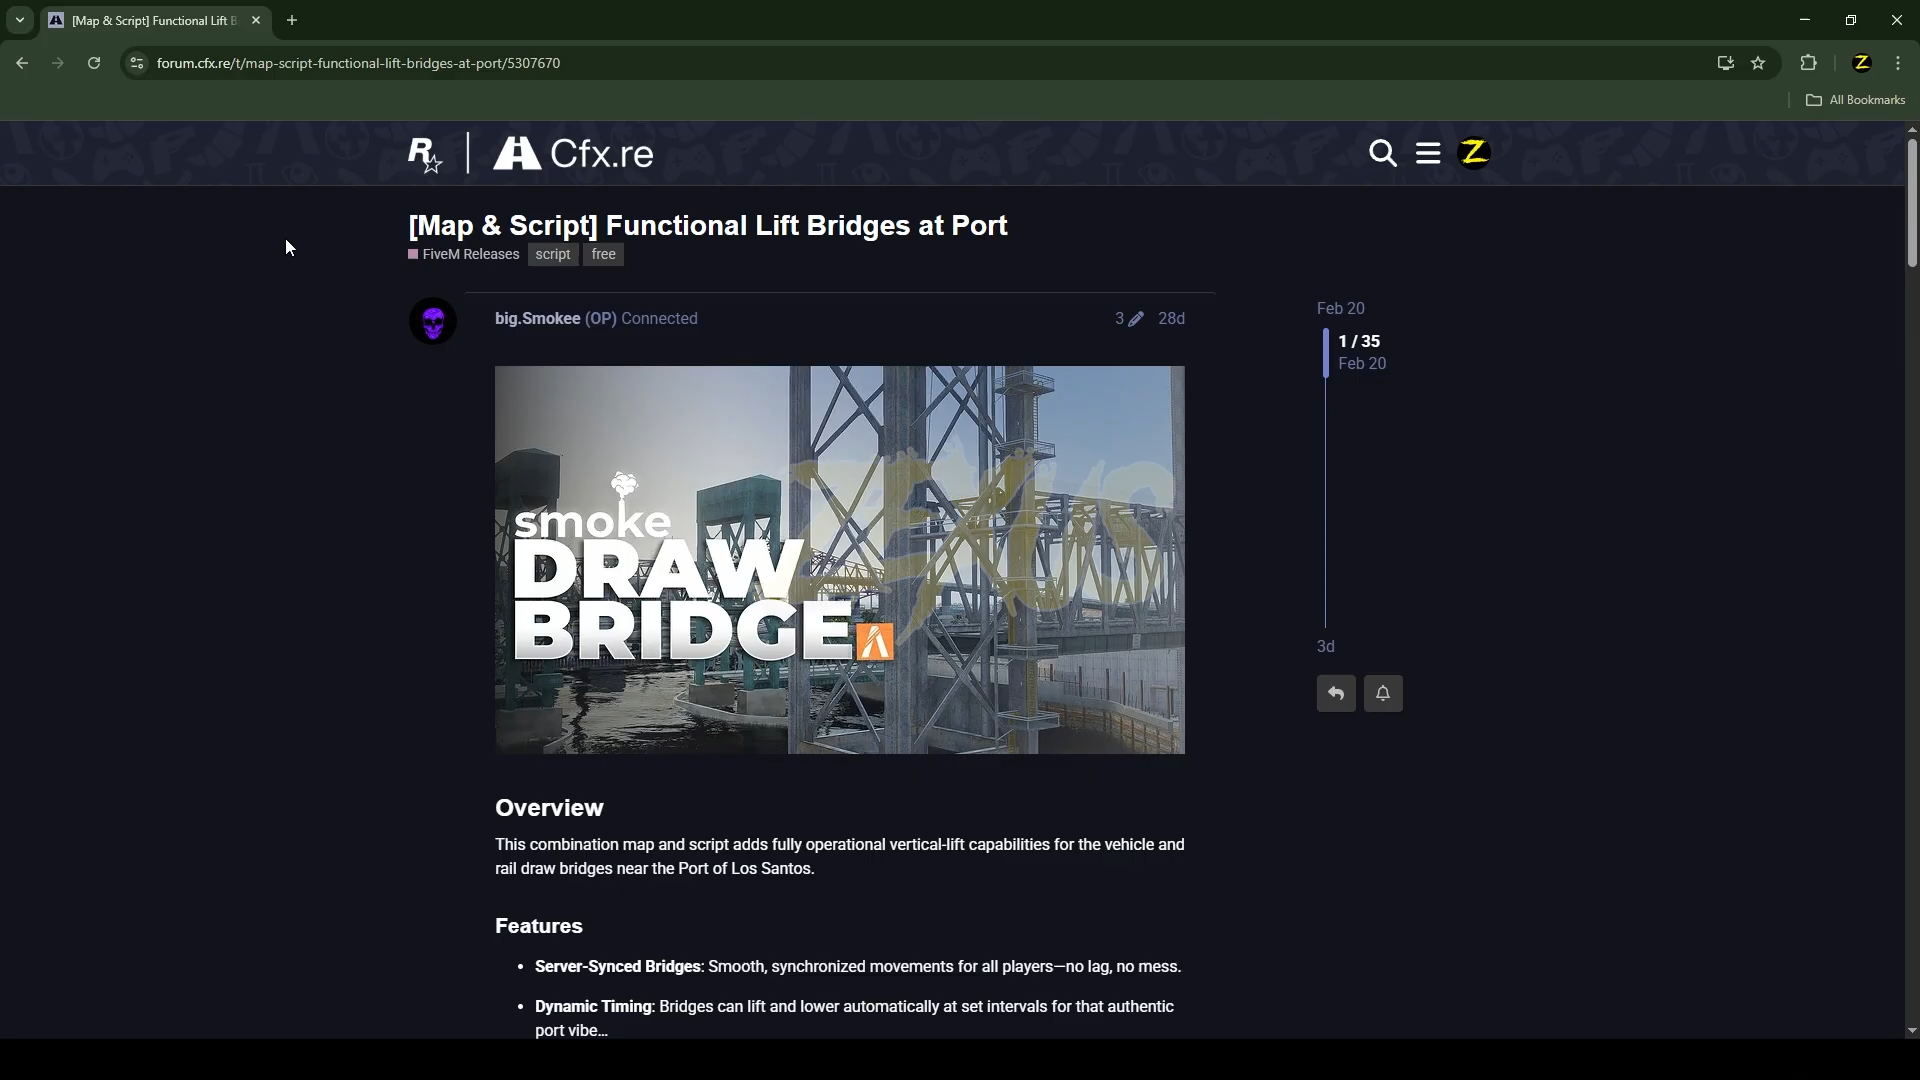 [Map & Script] Functional Lift B
forum.cfx.re/t/map-script-functional-lift-bridges-at-port/5307670
Z
All Bookmarks
R
Cfx.re
Z
[Map & Script] Functional Lift Bridges at Port
FiveM Releases script free
big.Smokee (OP) Connected
3 28d
Feb 20
1 / 35
Feb 20
3d
ZEUS
smoke
DRAW
BRIDGE
Overview
This combination map and script adds fully operational vertical-lift capabilities for the vehicle and
rail draw bridges near the Port of Los Santos.
Features
• Server-Synced Bridges: Smooth, synchronized movements for all players—no lag, no mess.
• Dynamic Timing: Bridges can lift and lower automatically at set intervals for that authentic
port vibe…